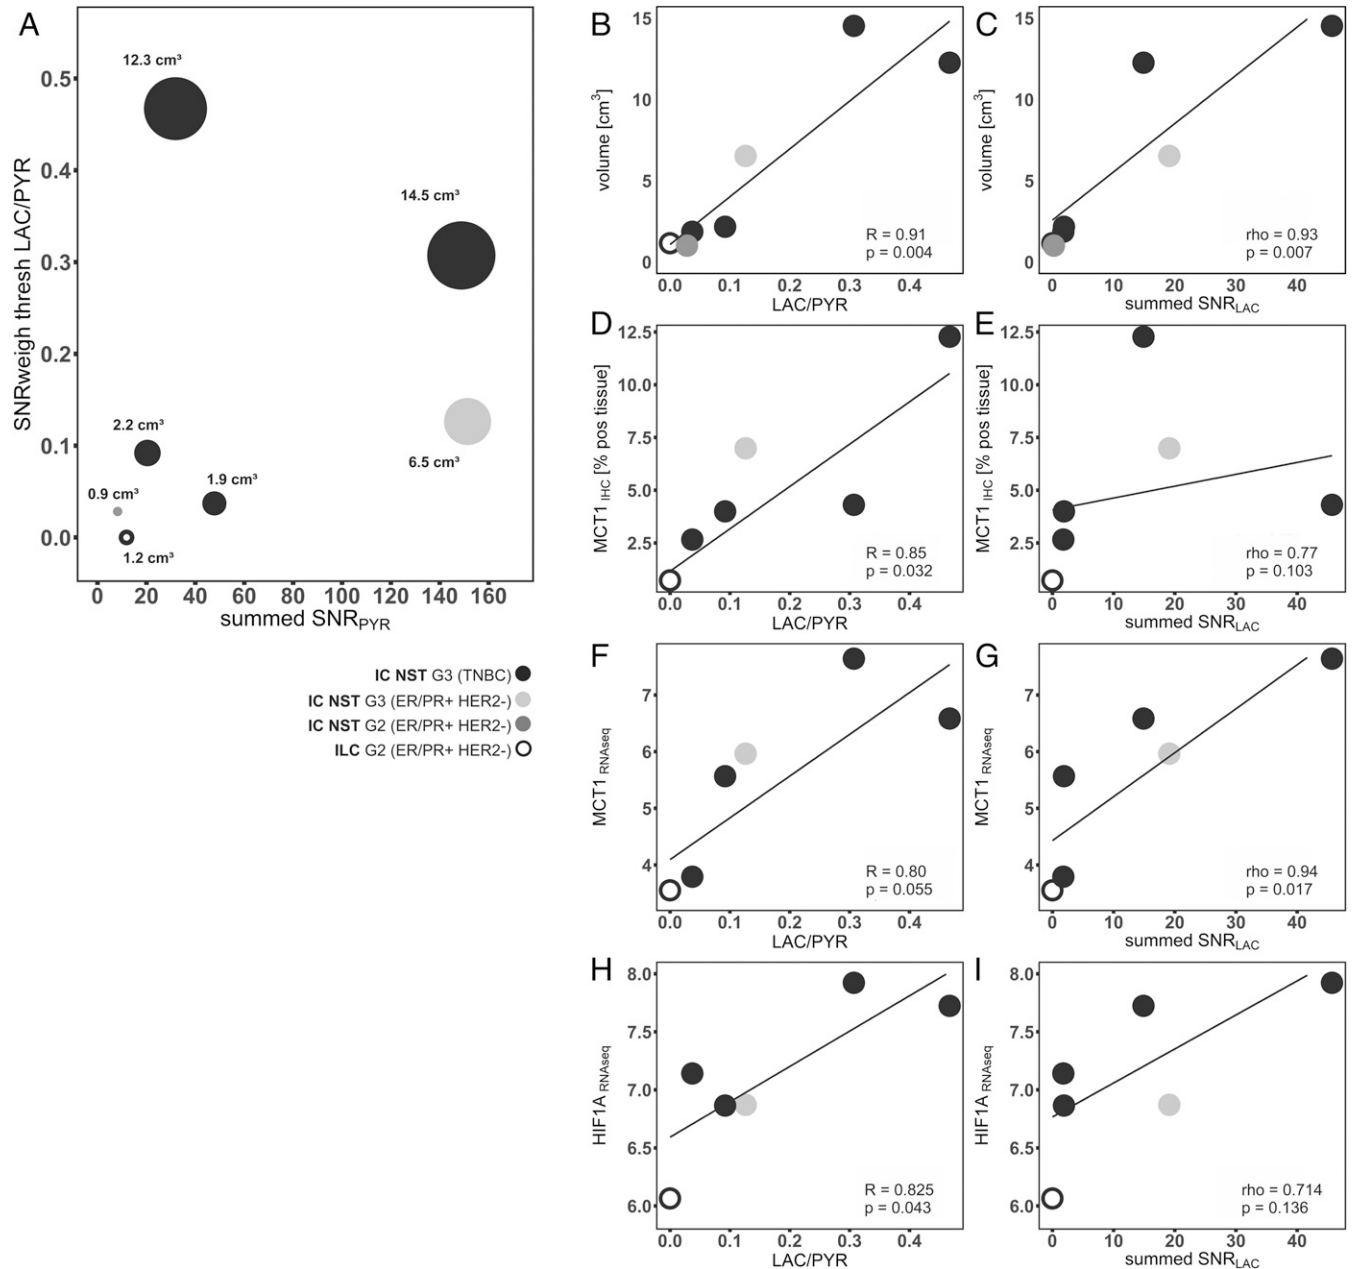 A
12.3 cm³
14.5 cm³
2.2 cm³
1.9 cm³
0.9 cm³
1.2 cm³
6.5 cm³
SNRweigh thresh LAC/PYR
0.5
0.4
0.3
0.2
0.1
0.0
0 20 40 60 80 100 120 140 160
summed SNRPYR
IC NST G3 (TNBC)
IC NST G3 (ER/PR+ HER2-)
IC NST G2 (ER/PR+ HER2-)
ILC G2 (ER/PR+ HER2-)
B
volume [cm³]
15
10
5
0
R = 0.91
p = 0.004
0.0 0.1 0.2 0.3 0.4
LAC/PYR
C
volume [cm³]
15
10
5
0
rho = 0.93
p = 0.007
0 10 20 30 40
summed SNRLAC
D
MCT1 IHC [% pos tissue]
12.5
10.0
7.5
5.0
2.5
R = 0.85
p = 0.032
0.0 0.1 0.2 0.3 0.4
LAC/PYR
E
MCT1 IHC [% pos tissue]
12.5
10.0
7.5
5.0
2.5
rho = 0.77
p = 0.103
0 10 20 30 40
summed SNRLAC
F
MCT1 RNAseq
7
6
5
4
R = 0.80
p = 0.055
0.0 0.1 0.2 0.3 0.4
LAC/PYR
G
MCT1 RNAseq
7
6
5
4
rho = 0.94
p = 0.017
0 10 20 30 40
summed SNRLAC
H
HIF1A RNAseq
8.0
7.5
7.0
6.5
6.0
R = 0.825
p = 0.043
0.0 0.1 0.2 0.3 0.4
LAC/PYR
I
HIF1A RNAseq
8.0
7.5
7.0
6.5
6.0
rho = 0.714
p = 0.136
0 10 20 30 40
summed SNRLAC